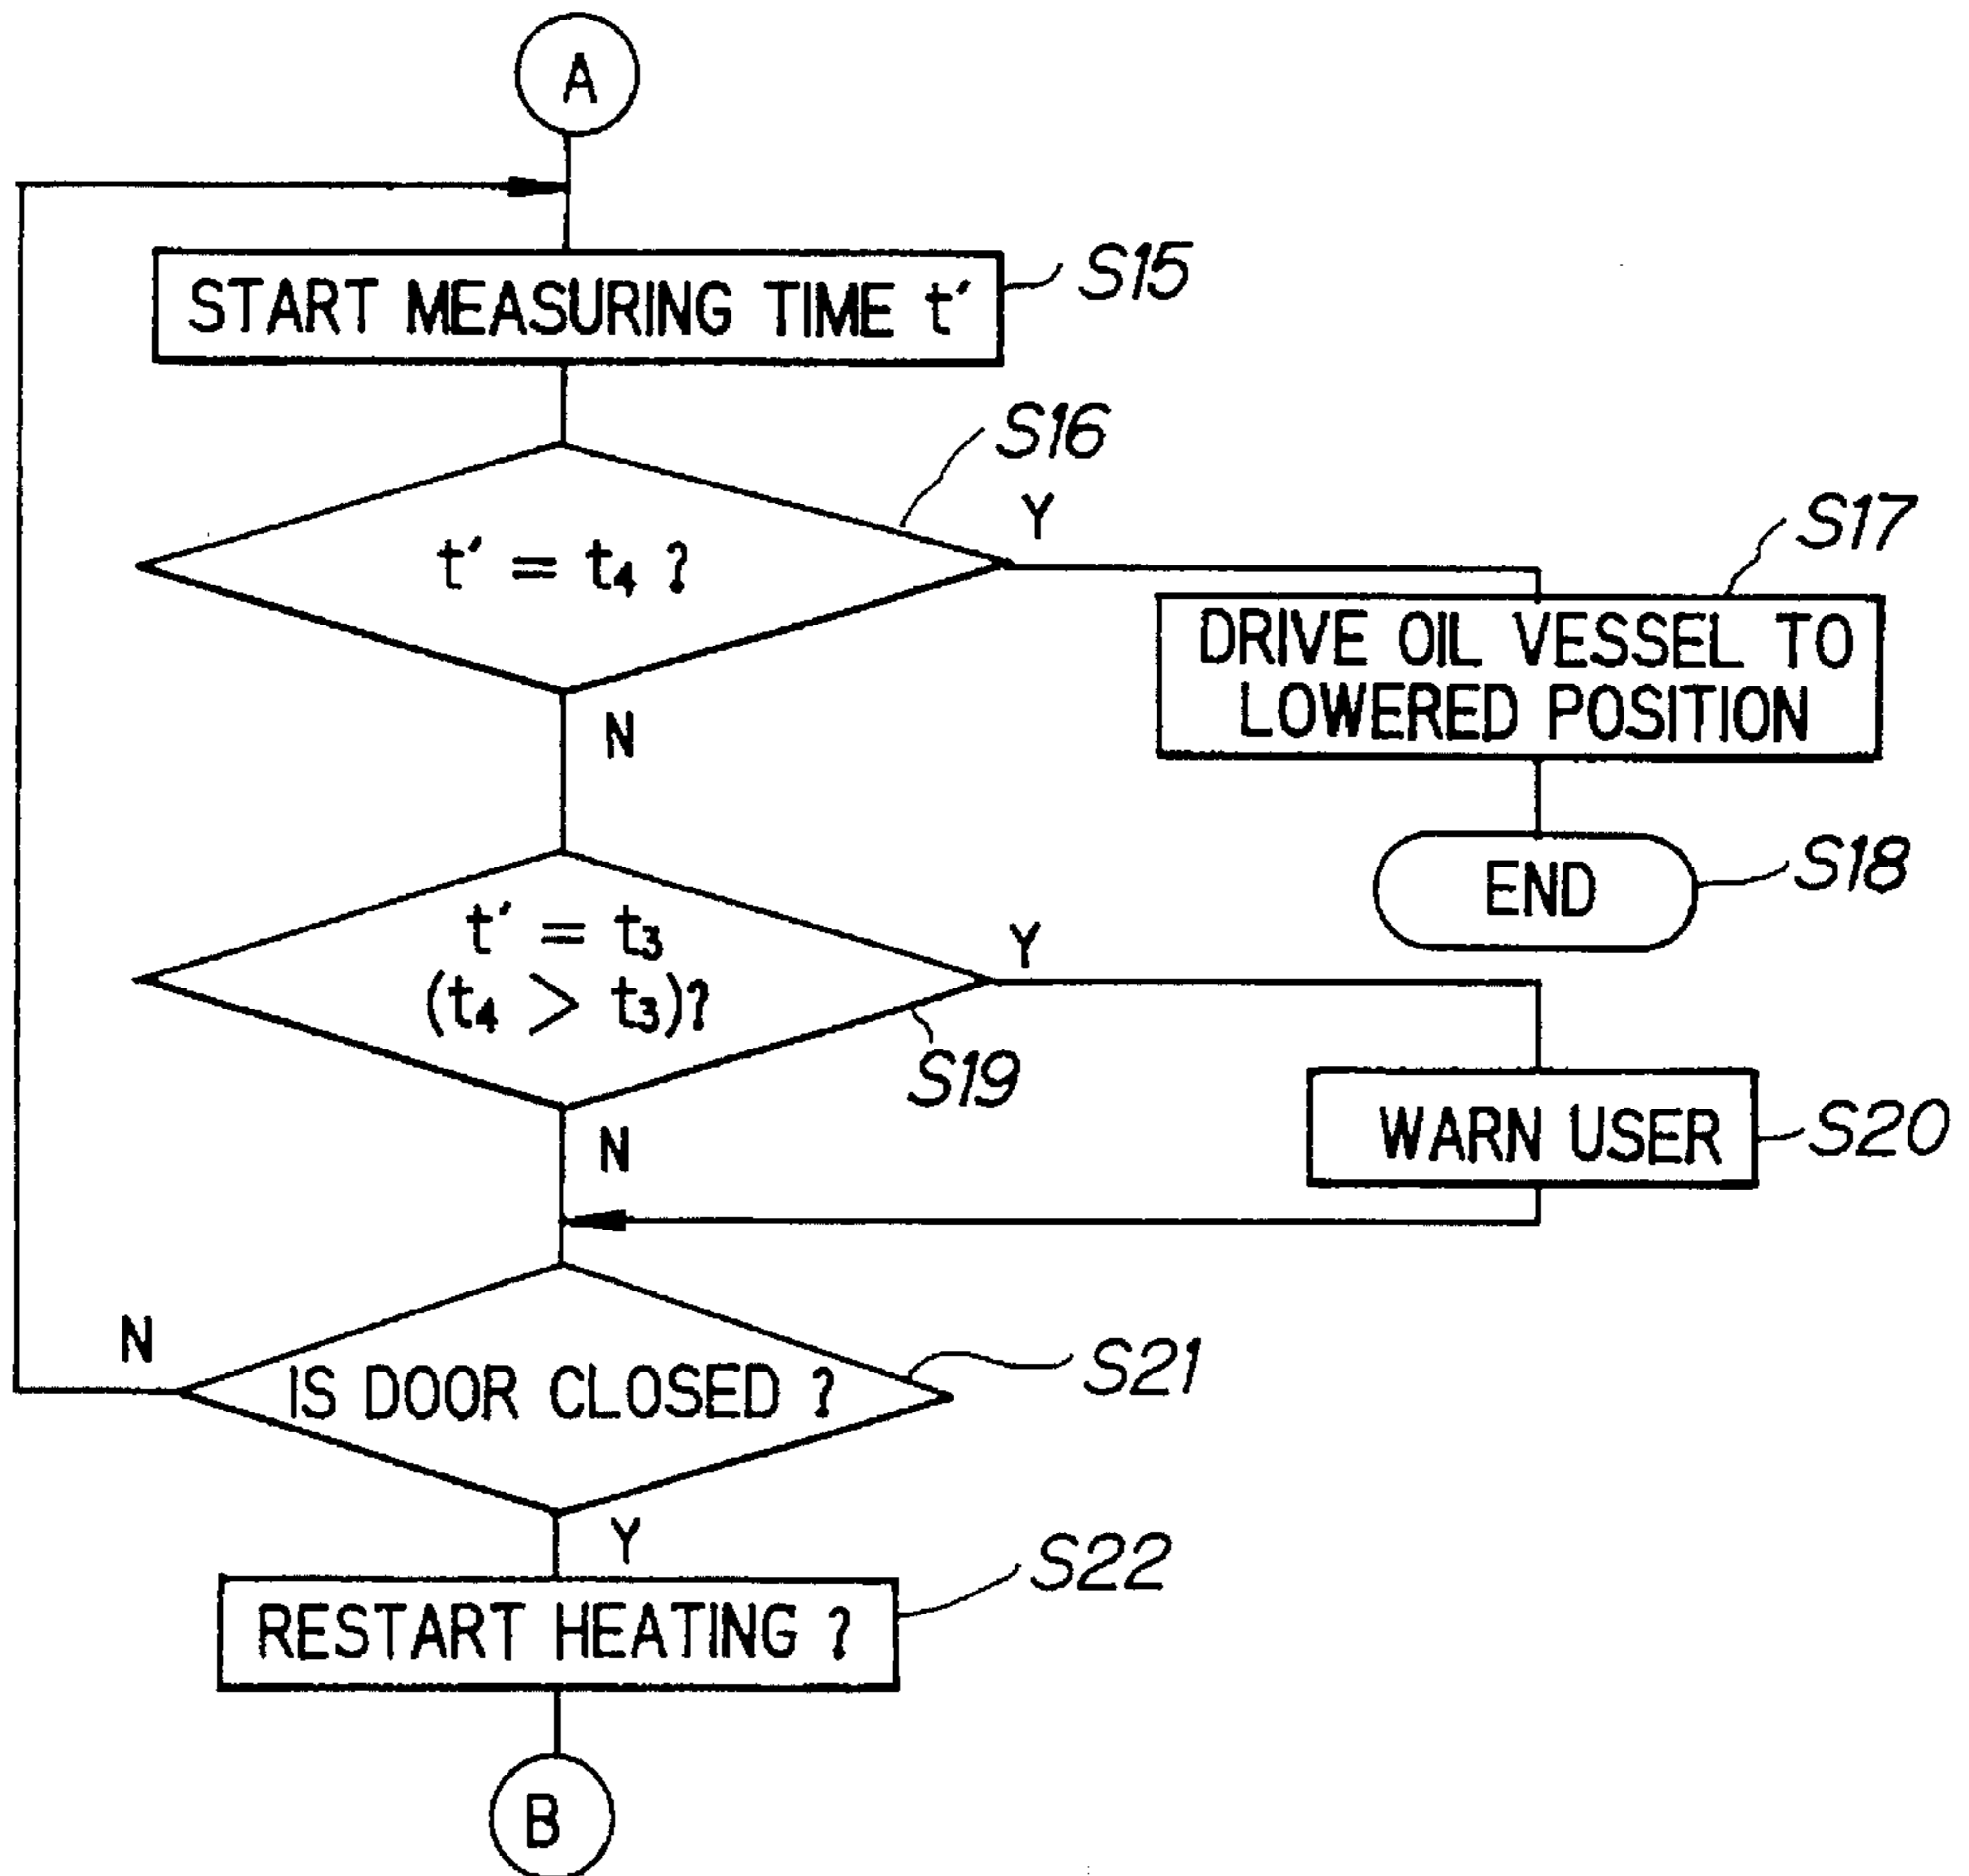 A
START MEASURING TIME t′
S15
S16
t′ = t₄ ?
Y
S17
DRIVE OIL VESSEL TO
LOWERED POSITION
N
END
S18
t′ = t₃
(t₄ > t₃)?
Y
S19
N
WARN USER
S20
N
IS DOOR CLOSED ?
S21
Y
RESTART HEATING ?
S22
B